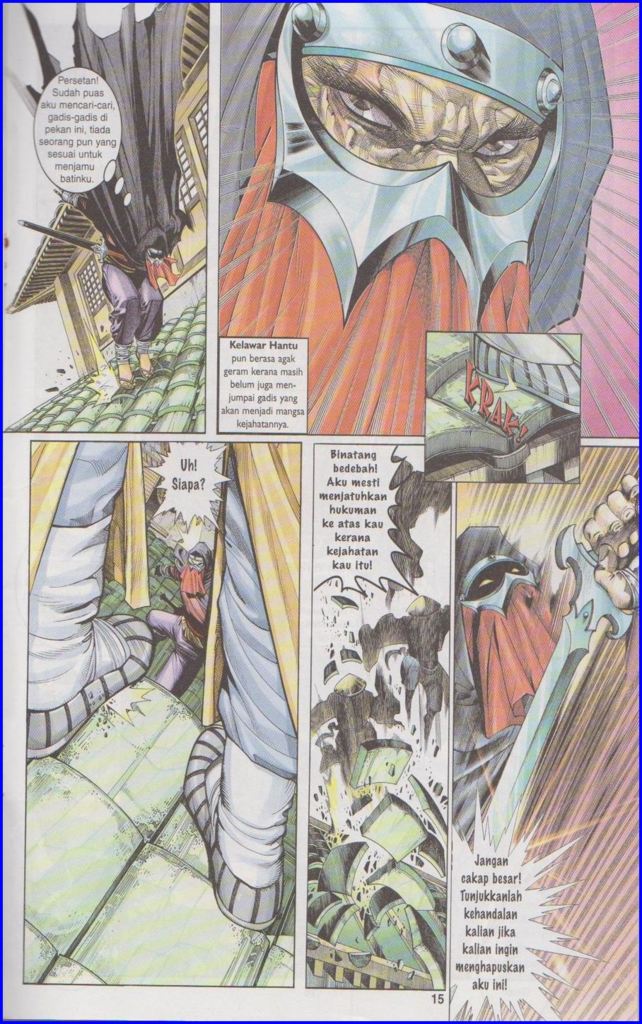 Persetan!
Sudah puas
aku mencari-cari,
gadis-gadis di
pekan ini, tiada
seorang pun yang
sesuai untuk
menjamu
batinku.
Kelawar Hantu
pun berasa agak
geram kerana masih
belum juga men-
jumpai gadis yang
akan menjadi mangsa
kejahatannya.
KRAK!
Uh!
Siapa?
Binatang
bedebah!
Aku mesti
menjatuhkan
hukuman
ke atas kau
kerana
kejahatan
kau itu!
Jangan
cakap besar!
Tunjukkanlah
kehandalan
kalian jika
kalian ingin
menghapuskan
aku ini!
15